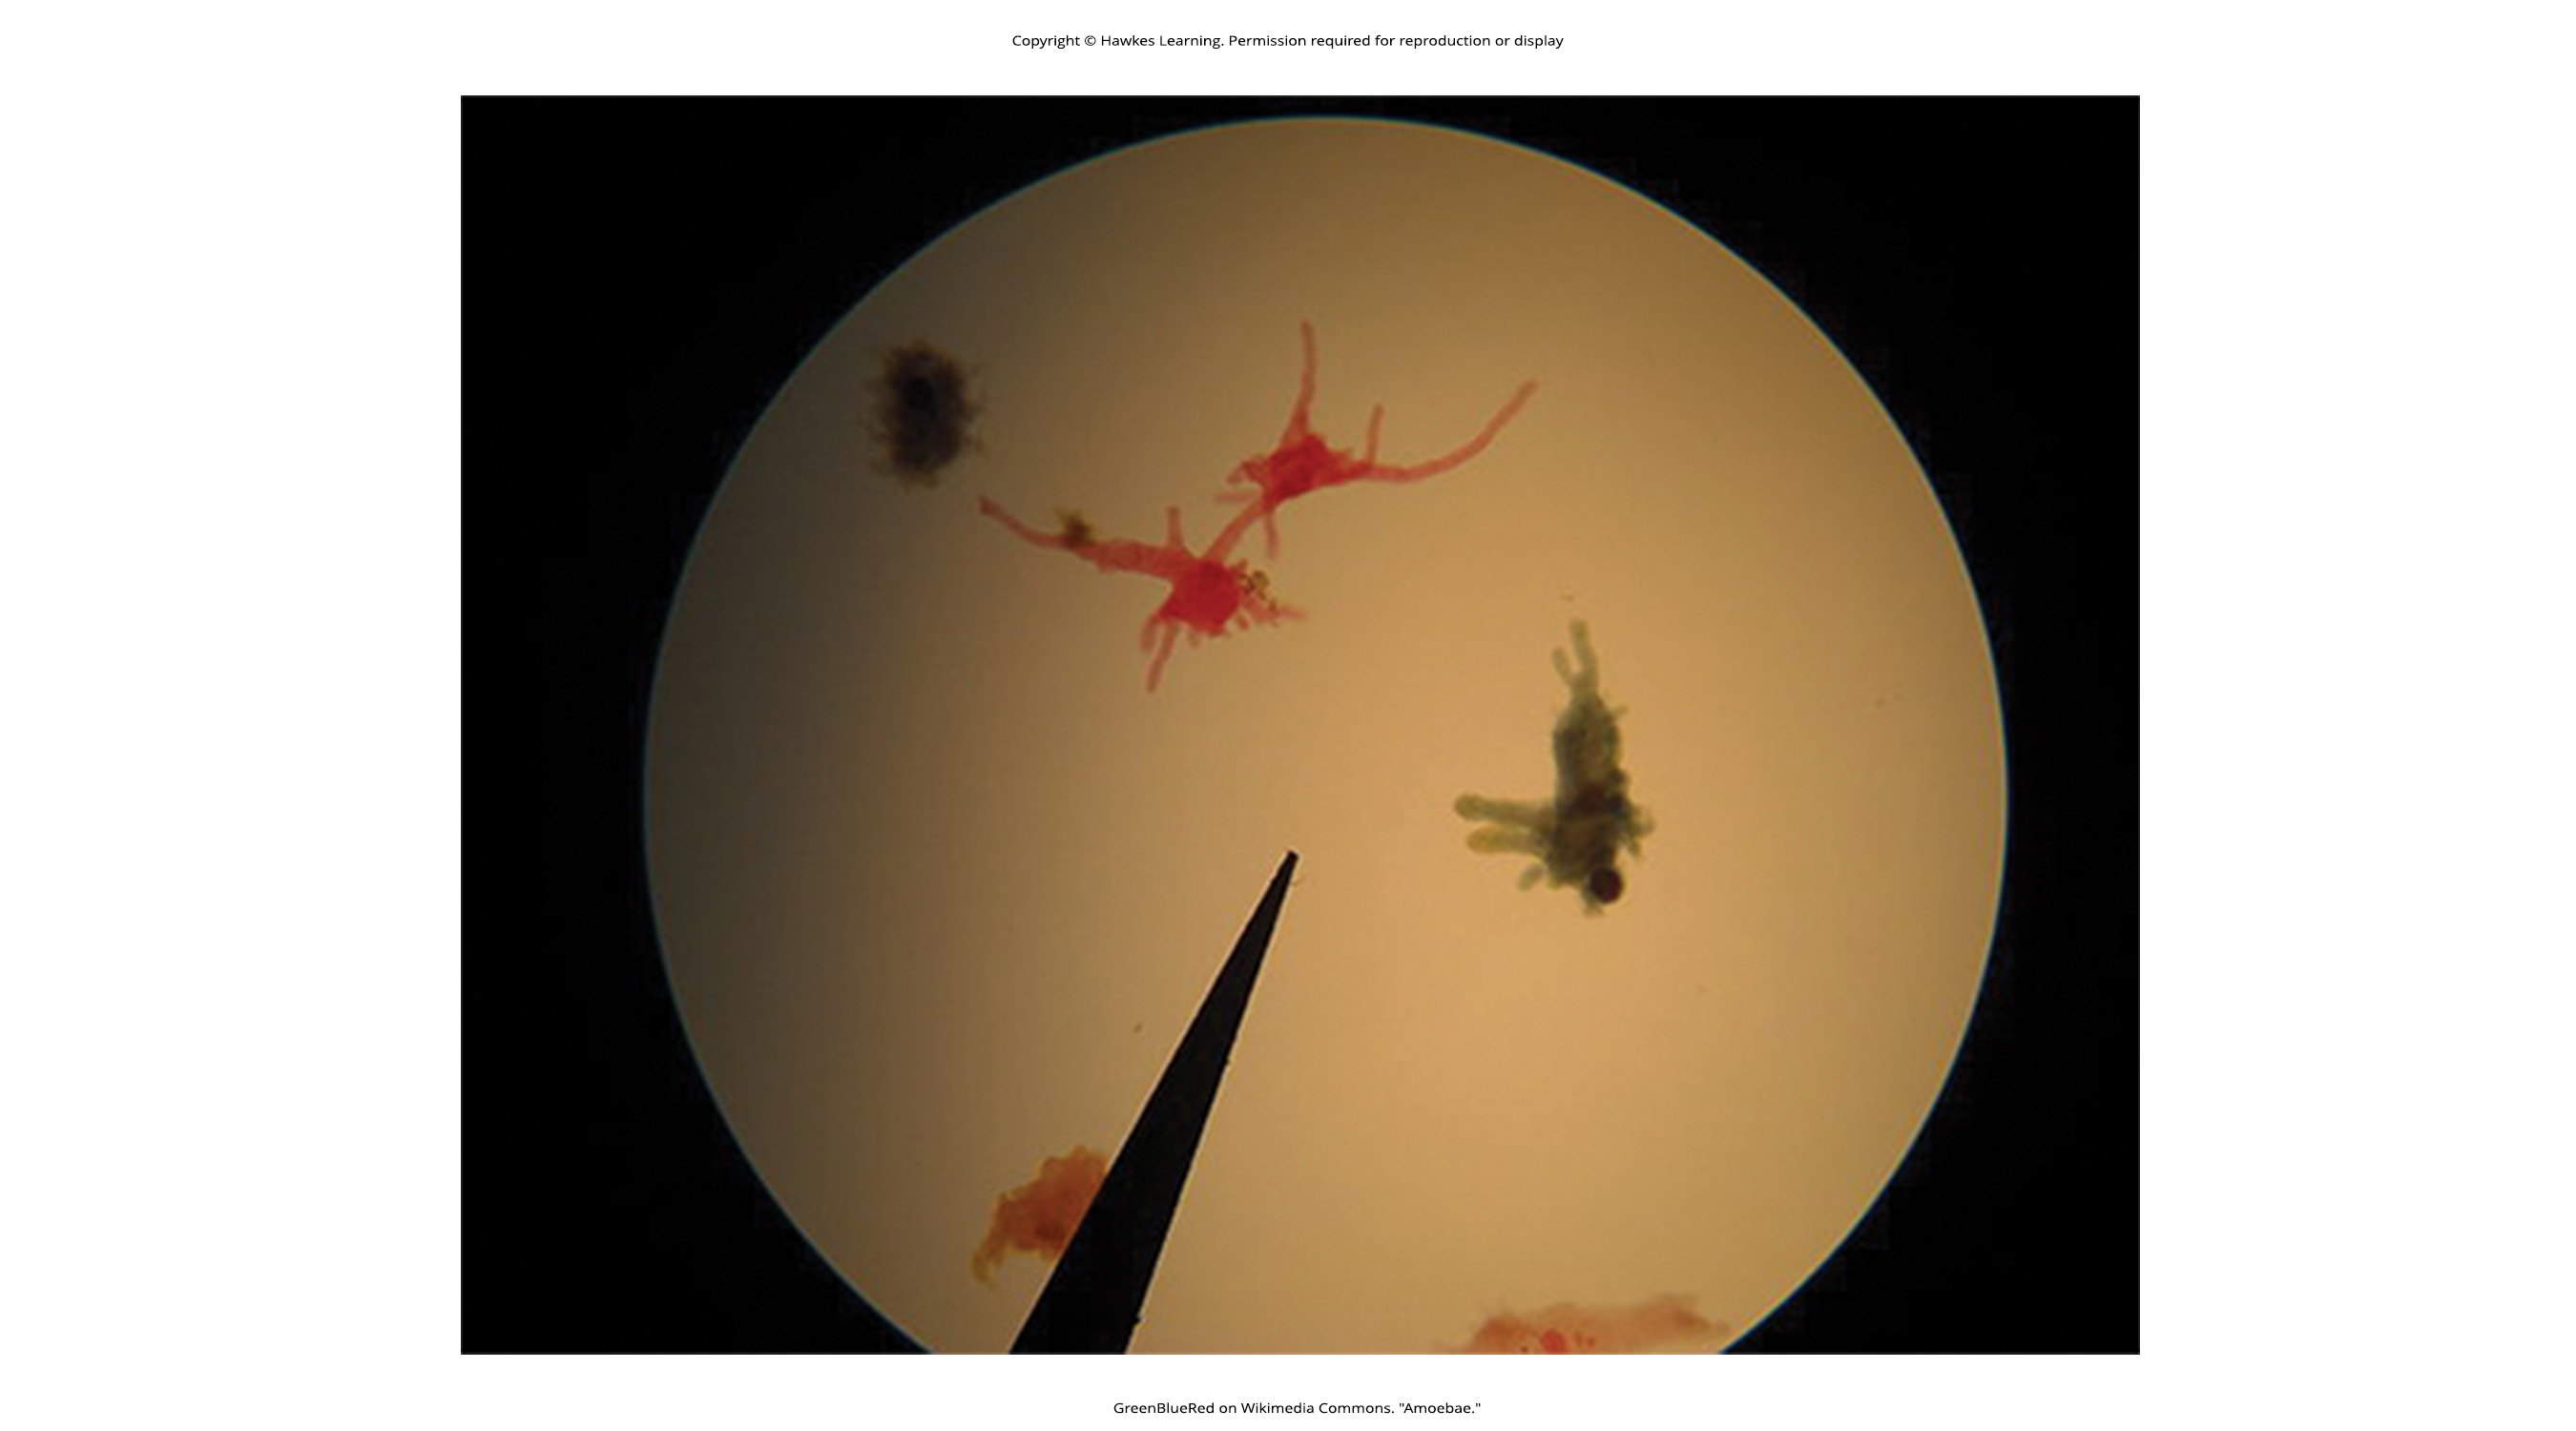 Copyright © Hawkes Learning. Permission required for reproduction or display
GreenBlueRed on Wikimedia Commons. "Amoebae."